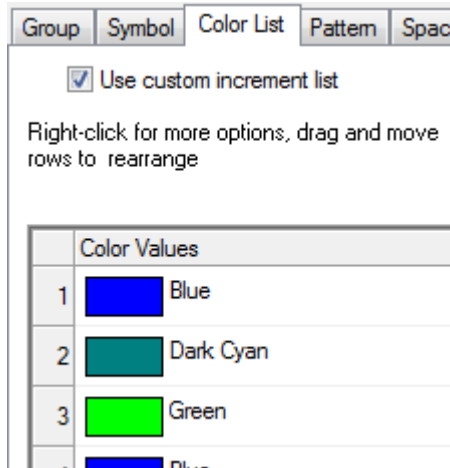 Group Symbol Color List Pattern Spac
Use custom increment list
Right-click for more options, drag and move
rows to rearrange
Color Values
1 Blue
2 Dark Cyan
3 Green
Blue